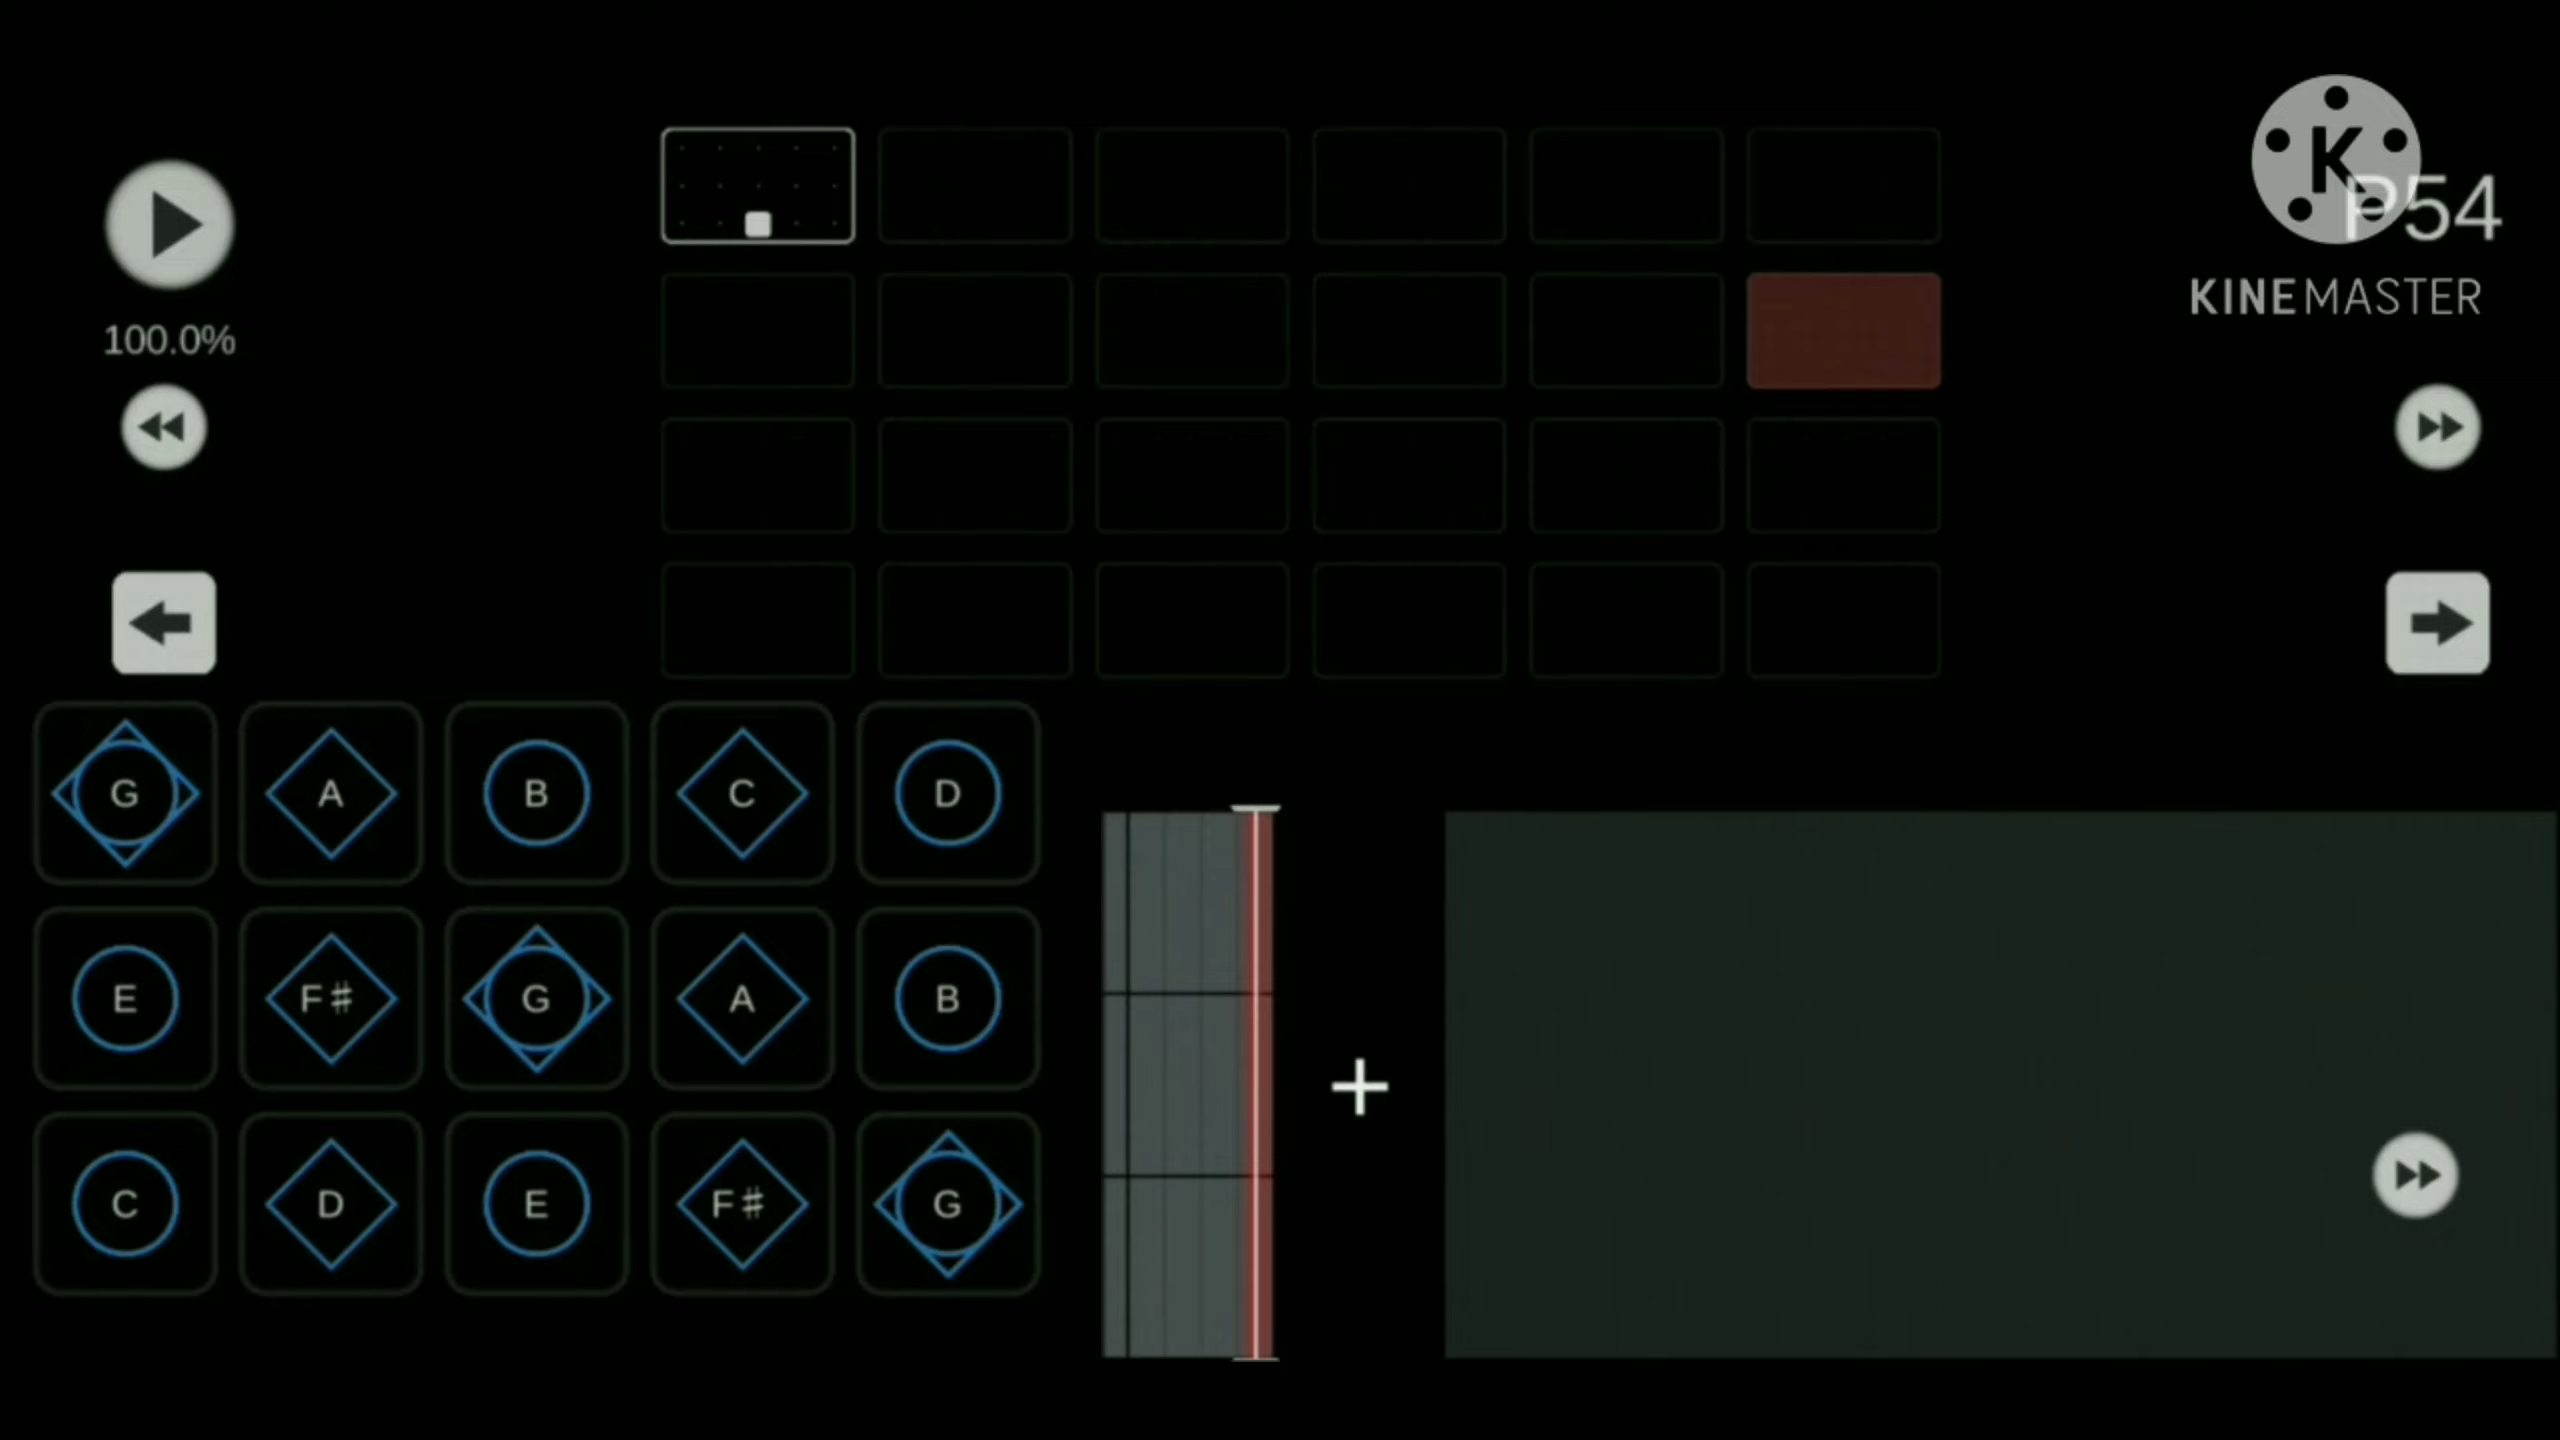 K
P54
KINEMASTER
100.0%
G A B C D
E F♯ G A B
C D E F♯ G